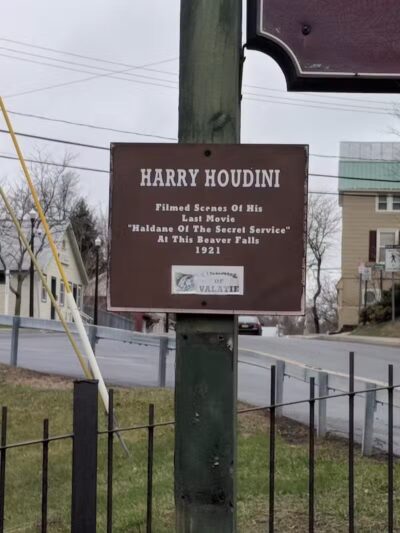 HARRY HOUDINI
Filmed Scenes Of His
Last Movie
"Haldane Of The Secret Service"
At This Beaver Falls
1921
OF
VALATIE